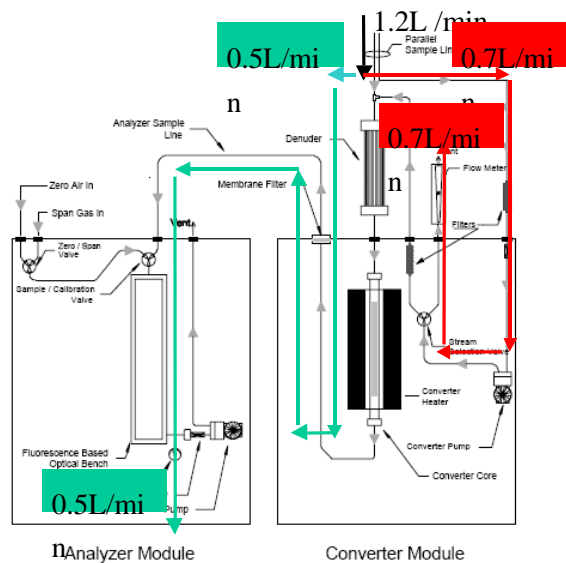 1.2L /min
Parallel
Sample Line
0.5L/mi
n
0.7L/mi
n
0.7L/mi
n
Analyzer Sample
Line
Denuder
Membrane Filter
Flow Meter
Filters
Zero Air In
Span Gas In
Vent
Zero / Span
Valve
Sample / Calibration
Valve
Stream
Selection Valve
Converter
Heater
Converter Pump
Converter Core
Fluorescence Based
Optical Bench
0.5L/mi
n
Pump
Analyzer Module
Converter Module